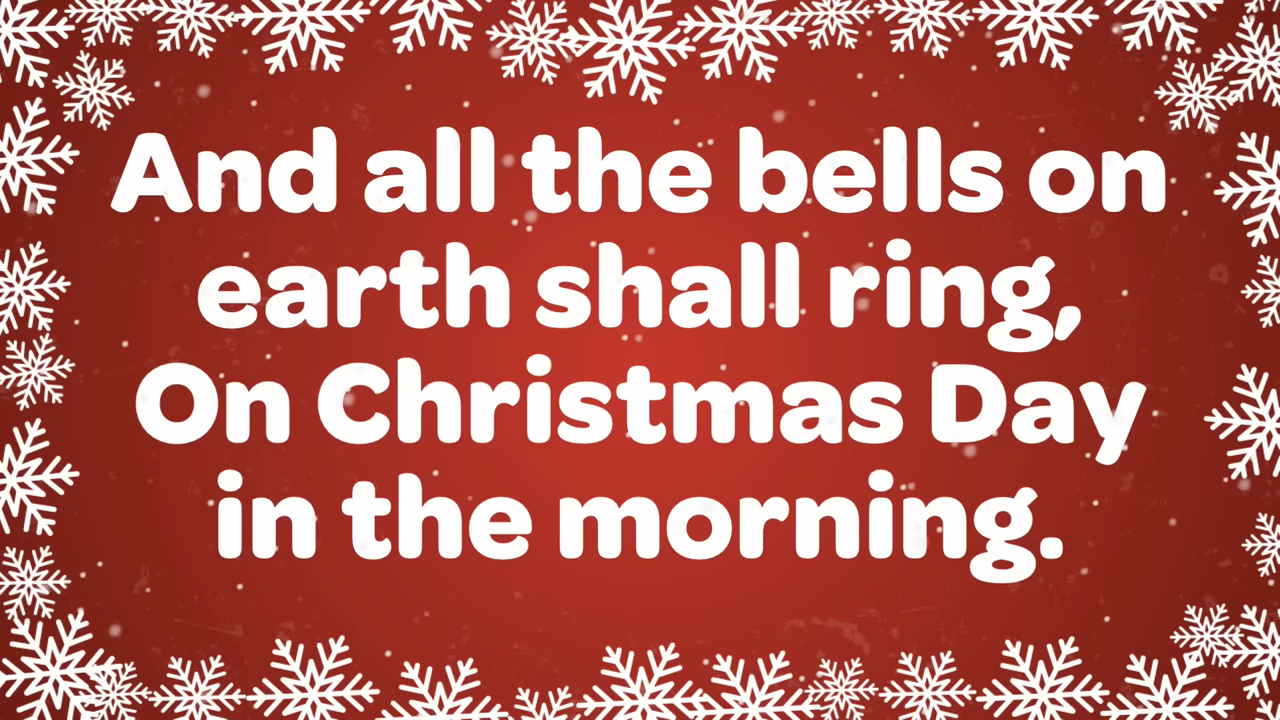 And all the bells on
earth shall ring,
On Christmas Day
in the morning.